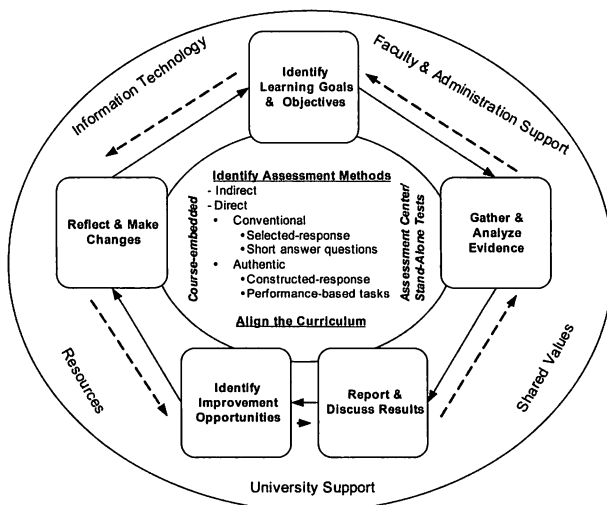 Information Technology
Faculty & Administration Support
Identify
Learning Goals
& Objectives
Reflect & Make
Changes
Course-embedded
Identify Assessment Methods
- Indirect
- Direct
• Conventional
•Selected-response
•Short answer questions
• Authentic
•Constructed-response
•Performance-based tasks
Align the Curriculum
Assessment Center/
Stand-Alone Tests
Gather &
Analyze
Evidence
Resources
Identify
Improvement
Opportunities
Report &
Discuss Results
Shared Values
University Support